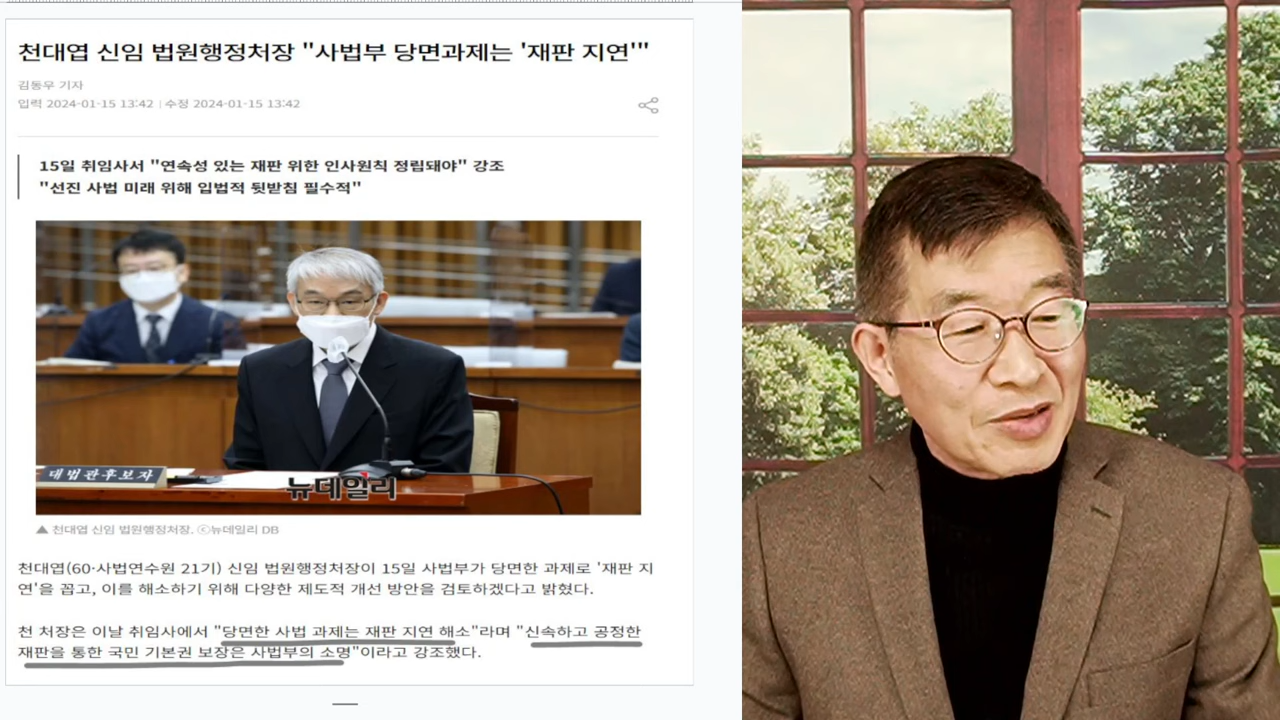 천대엽 신임 법원행정처장 "사법부 당면과제는 '재판 지연'"
김동우 기자
입력 2024-01-15 13:42 | 수정 2024-01-15 13:42
15일 취임사서 "연속성 있는 재판 위한 인사원칙 정립돼야" 강조
"선진 사법 미래 위해 입법적 뒷받침 필수적"
대법관후보자
뉴데일리
▲ 천대엽 신임 법원행정처장. ⓒ뉴데일리 DB
천대엽(60·사법연수원 21기) 신임 법원행정처장이 15일 사법부가 당면한 과제로 '재판 지
연'을 꼽고, 이를 해소하기 위해 다양한 제도적 개선 방안을 검토하겠다고 밝혔다.
천 처장은 이날 취임사에서 "당면한 사법 과제는 재판 지연 해소"라며 "신속하고 공정한
재판을 통한 국민 기본권 보장은 사법부의 소명"이라고 강조했다.